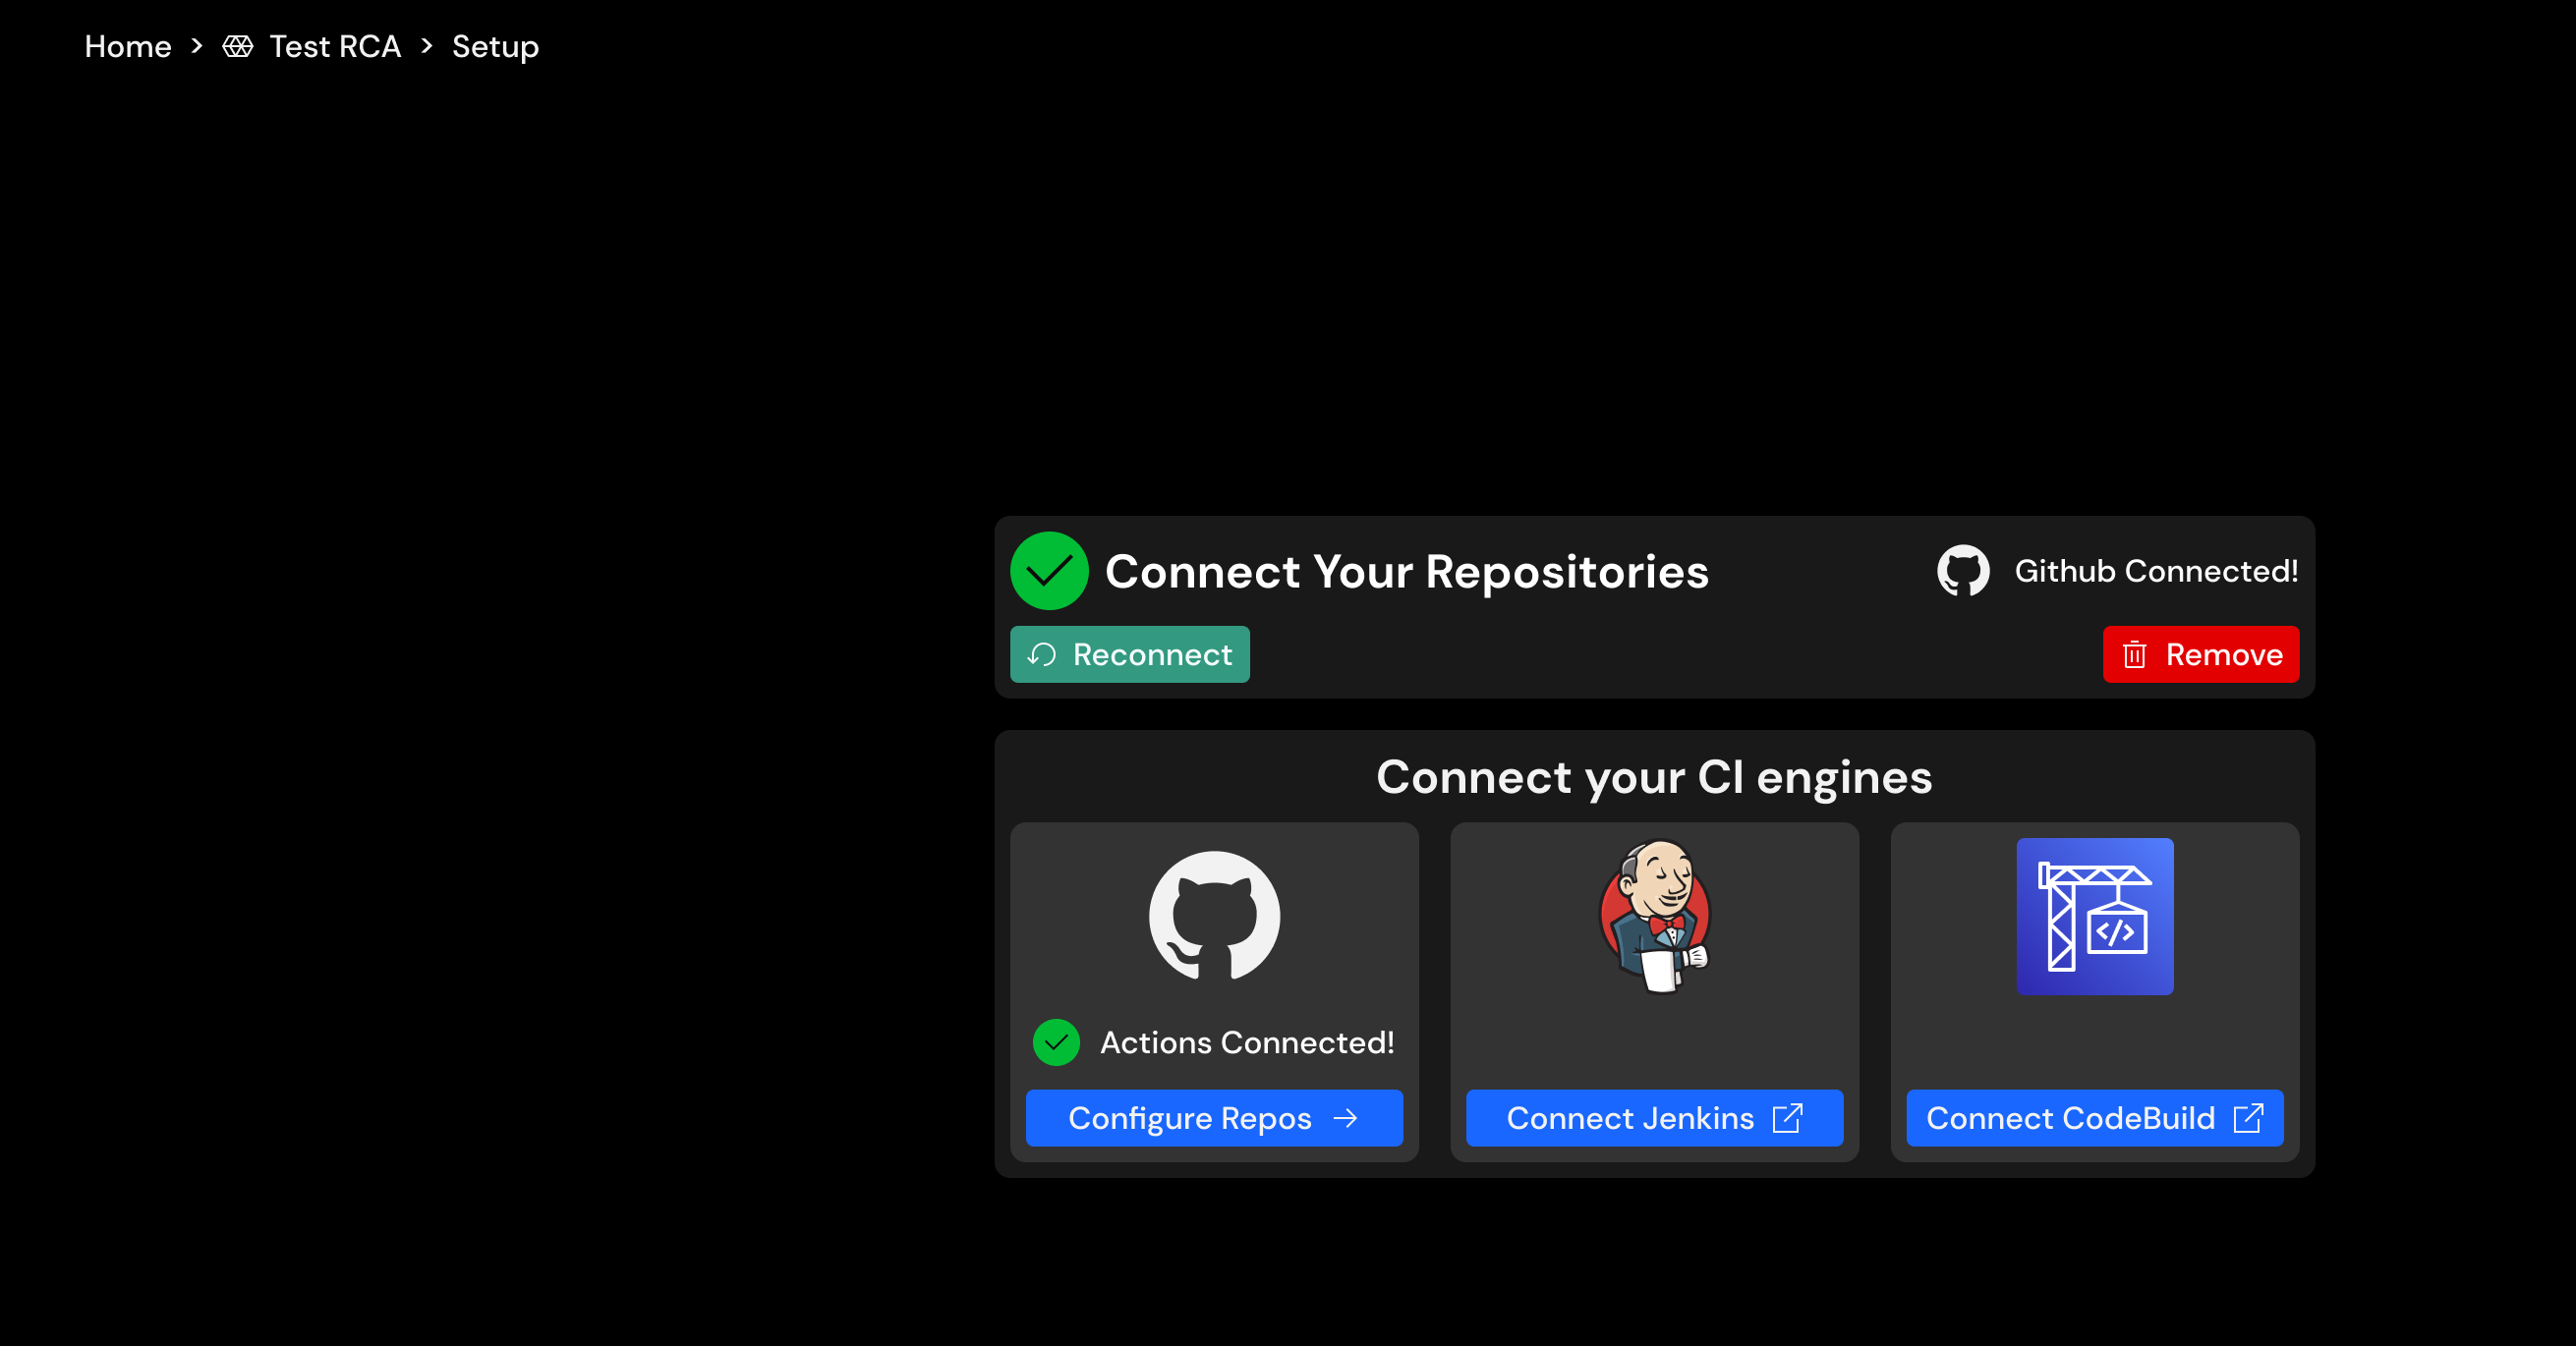 Home > Test RCA > Setup
Connect Your Repositories
Github Connected!
Reconnect
Remove
Connect your CI engines
Actions Connected!
Configure Repos →
Connect Jenkins
</>
Connect CodeBuild